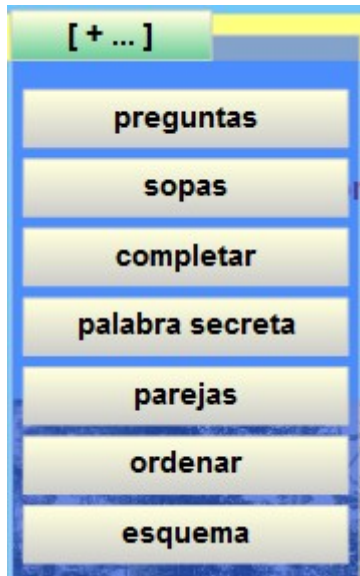 [ + ... ]
preguntas
sopas
completar
palabra secreta
parejas
ordenar
esquema